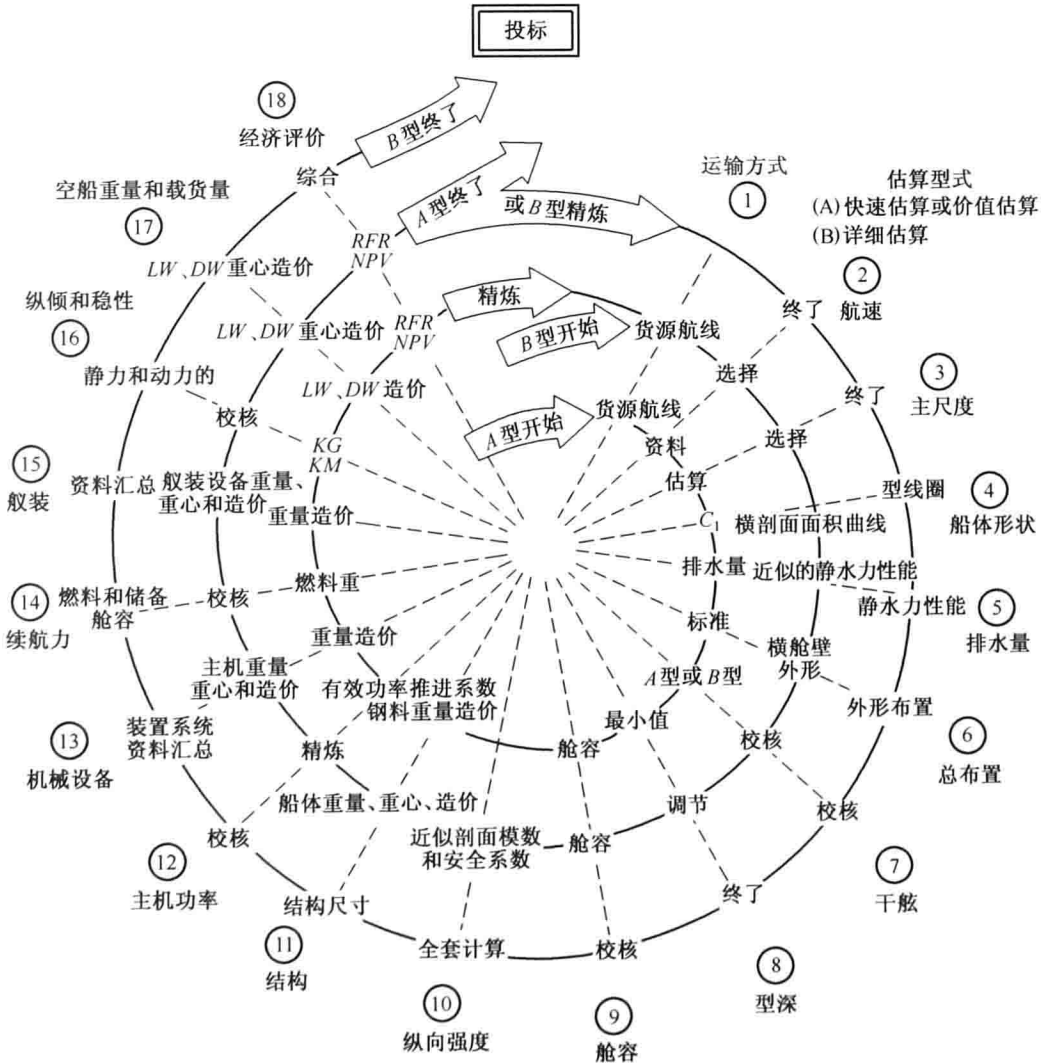 投标
18
经济评价
B型终了
综合
A型终了
或B型精炼
运输方式
1
估算型式
(A)快速估算或价值估算
(B)详细估算
空船重量和载货量
17
RFR
NPV
2
航速
终了
LW、DW重心造价
精炼
B型开始
货源航线
纵倾和稳性
16
LW、DW重心造价
RFR
NPV
选择
3
主尺度
终了
静力和动力的
LW、DW造价
A型开始
货源航线
校核
资料
选择
KG
KM
估算
15
舣装
资料汇总
舣装设备重量、
重心和造价
重量造价
C
横剖面面积曲线
型线圈
4
船体形状
排水量
近似的静水力性能
14
续航力
燃料和储备
舱容
校核
燃料重
静水力性能
5
排水量
标准
重量造价
横舱壁
外形
主机重量
重心和造价
A型或B型
有效功率推进系数
钢料重量造价
外形布置
6
总布置
最小值
装置系统
资料汇总
13
机械设备
精炼
舱容
校核
船体重量、重心、造价
调节
校核
校核
近似剖面模数
和安全系数
舱容
12
主机功率
7
干舷
结构尺寸
终了
11
结构
全套计算
校核
8
型深
10
纵向强度
9
舱容